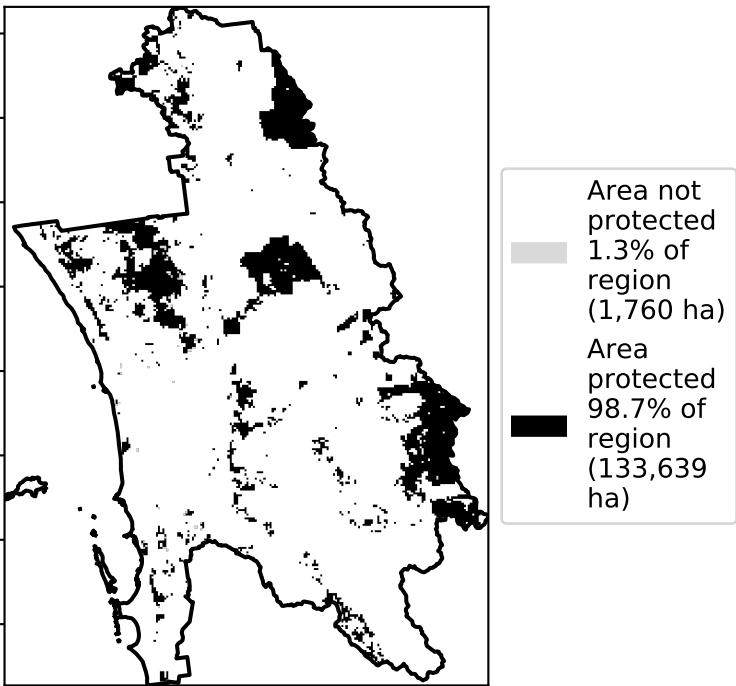 Area not
protected
1.3% of
region
(1,760 ha)
Area
protected
98.7% of
region
(133,639
ha)